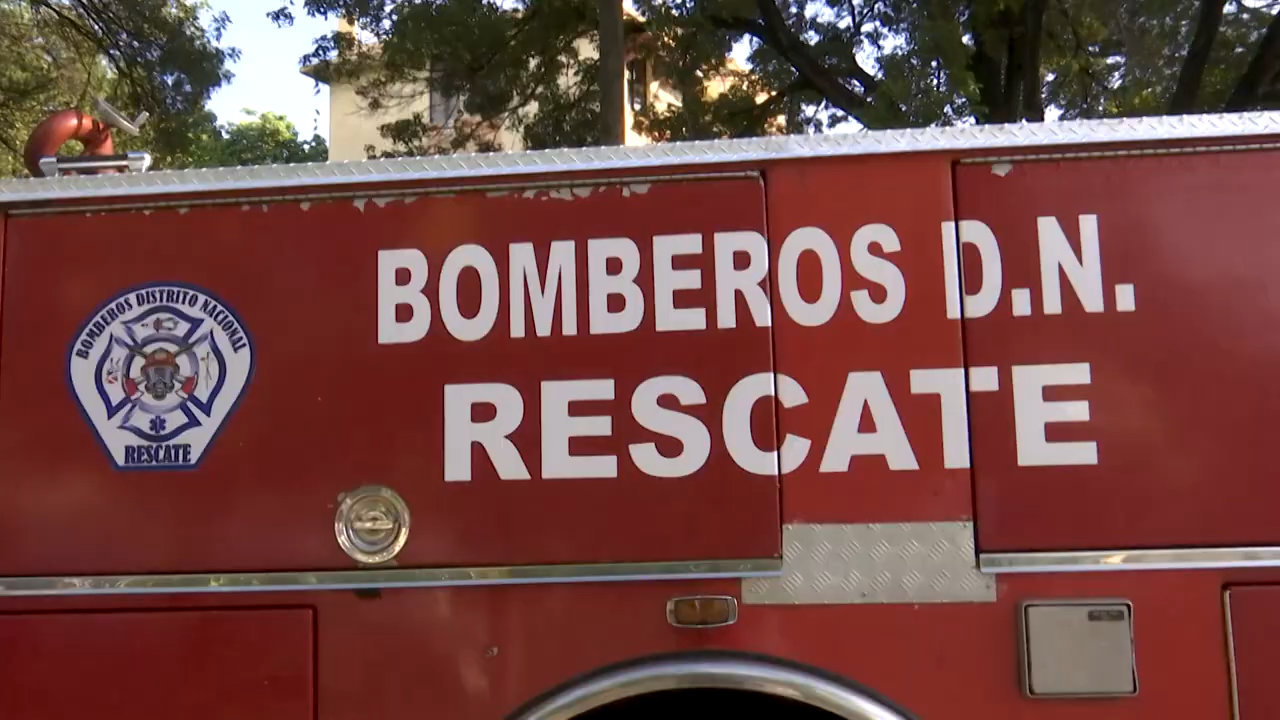 BOMBEROS D.N.
RESCATE
BOMBEROS DISTRITO NACIONAL
RESCATE